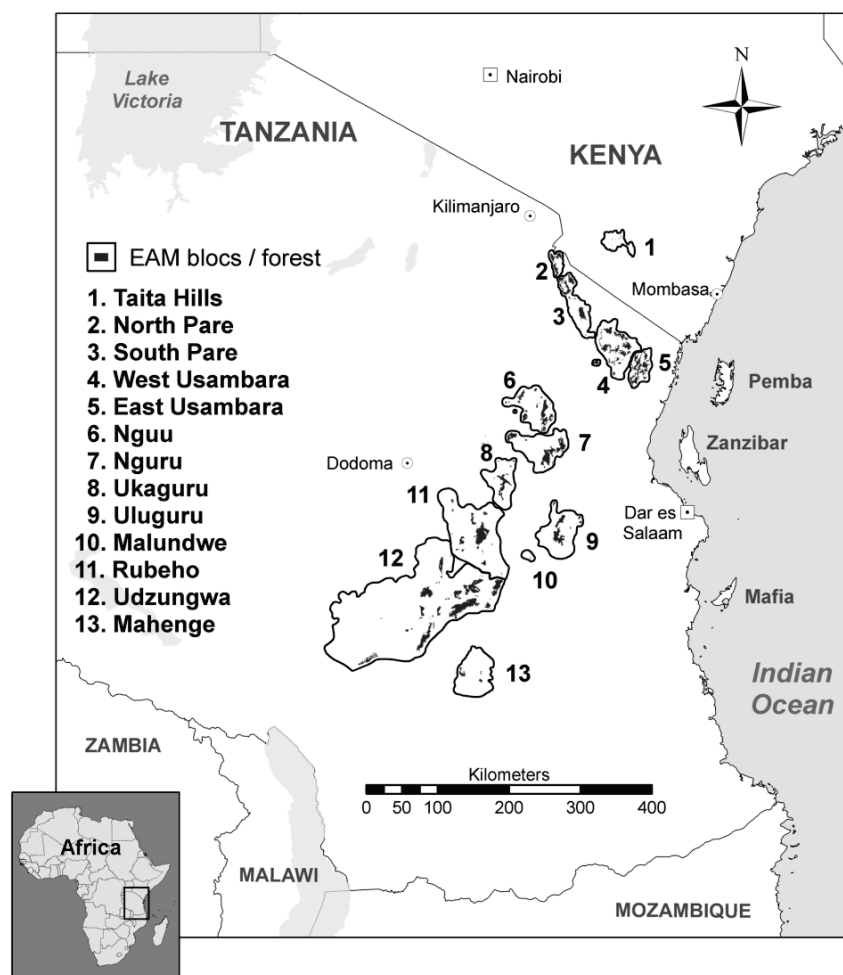 N
Lake
Victoria
Nairobi
TANZANIA
KENYA
Kilimanjaro
1
EAM blocs / forest
2
Mombasa
1. Taita Hills
2. North Pare
3. South Pare
4. West Usambara
5. East Usambara
6. Nguu
7. Nguru
8. Ukaguru
9. Uluguru
10. Malundwe
11. Rubeho
12. Udzungwa
13. Mahenge
3
4
5
Pemba
6
7
Zanzibar
Dodoma
8
11
Dar es
Salaam
9
12
10
Mafia
13
Indian
Ocean
ZAMBIA
Kilometers
0 50 100 200 300 400
Africa
MALAWI
MOZAMBIQUE